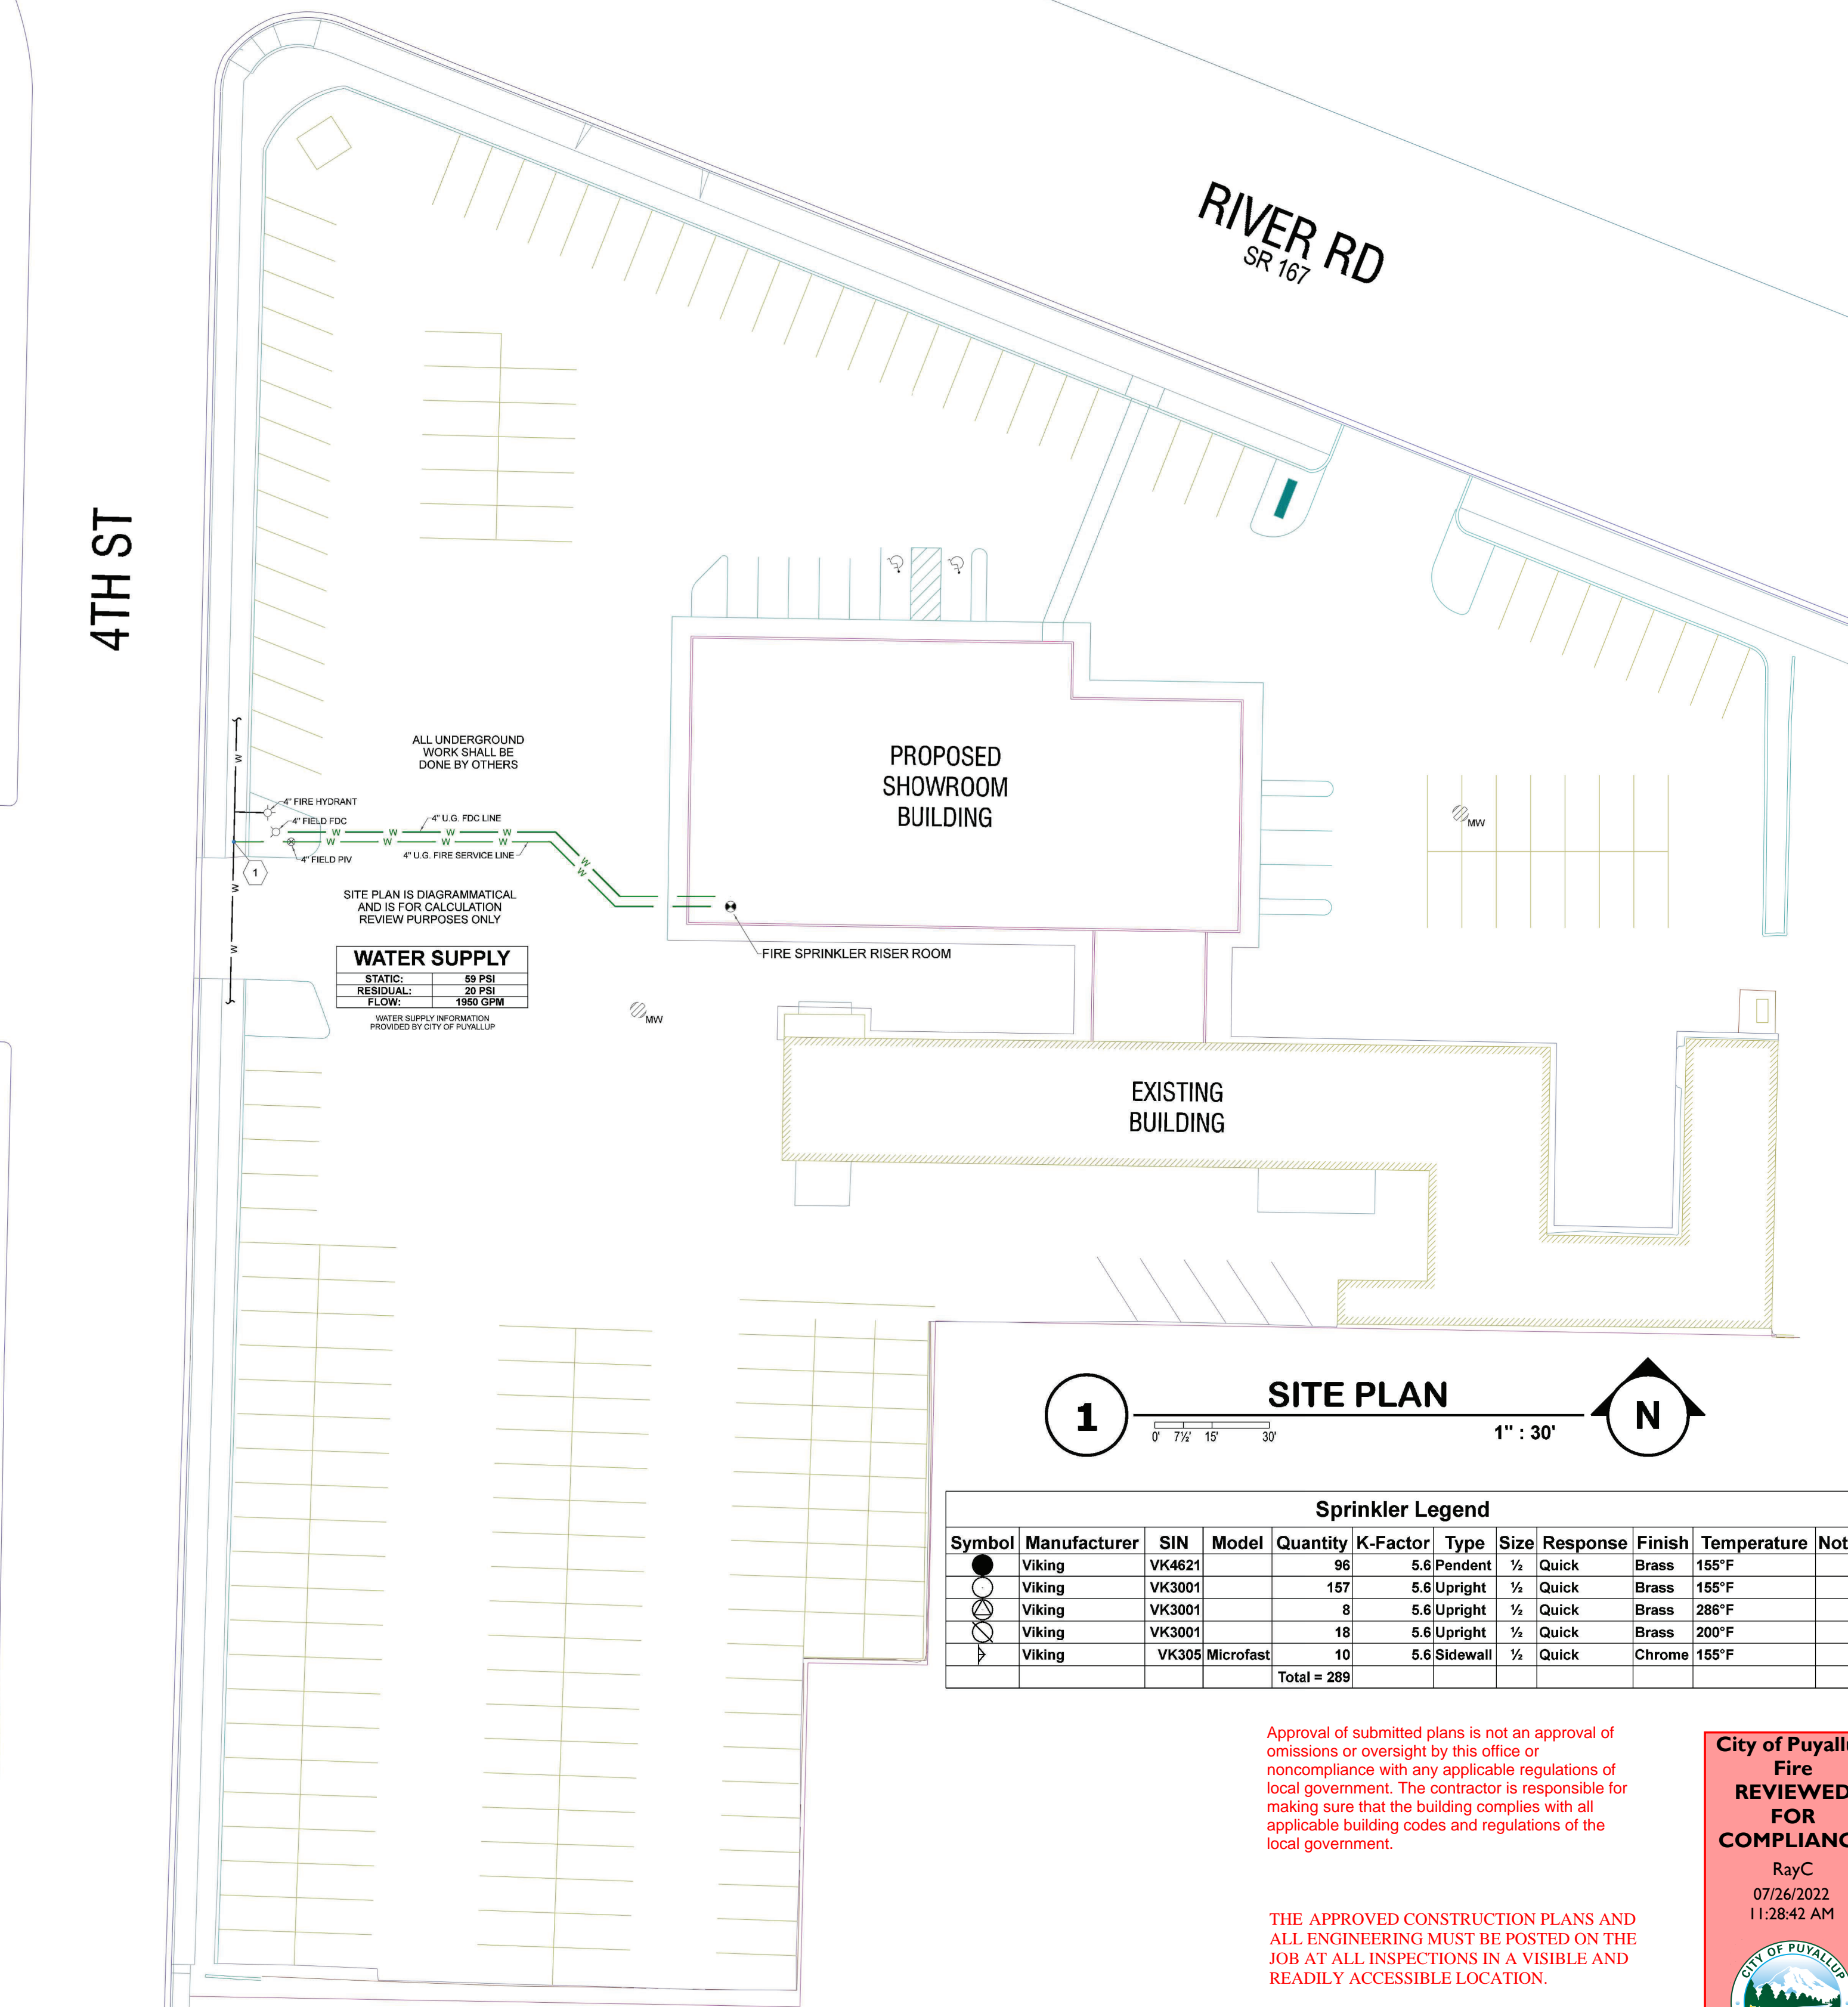 RIVER RD
SR 167
4TH ST
ALL UNDERGROUND
WORK SHALL BE
DONE BY OTHERS
PROPOSED
SHOWROOM
BUILDING
MW
4" FIRE HYDRANT
4" FIELD FDC
4" U.G. FDC LINE
W W W W W
W W W W W
4" U.G. FIRE SERVICE LINE
4" FIELD PIV
W
W
W
1
SITE PLAN IS DIAGRAMMATICAL
AND IS FOR CALCULATION
REVIEW PURPOSES ONLY
FIRE SPRINKLER RISER ROOM
WATER SUPPLY
STATIC: 59 PSI
RESIDUAL: 20 PSI
FLOW: 1950 GPM
WATER SUPPLY INFORMATION
PROVIDED BY CITY OF PUYALLUP
MW
EXISTING
BUILDING
1
SITE PLAN
0' 7½' 15' 30'
1" : 30'
N
Sprinkler Legend
Symbol Manufacturer SIN Model Quantity K-Factor Type Size Response Finish Temperature Not
Viking VK4621 96 5.6 Pendent ½ Quick Brass 155°F
Viking VK3001 157 5.6 Upright ½ Quick Brass 155°F
Viking VK3001 8 5.6 Upright ½ Quick Brass 286°F
Viking VK3001 18 5.6 Upright ½ Quick Brass 200°F
Viking VK305 Microfast 10 5.6 Sidewall ½ Quick Chrome 155°F
Total = 289
Approval of submitted plans is not an approval of
omissions or oversight by this office or
noncompliance with any applicable regulations of
local government. The contractor is responsible for
making sure that the building complies with all
applicable building codes and regulations of the
local government.
THE APPROVED CONSTRUCTION PLANS AND
ALL ENGINEERING MUST BE POSTED ON THE
JOB AT ALL INSPECTIONS IN A VISIBLE AND
READILY ACCESSIBLE LOCATION.
City of Puyall
Fire
REVIEWED
FOR
COMPLIANC
RayC
07/26/2022
11:28:42 AM
CITY OF PUYALLUP